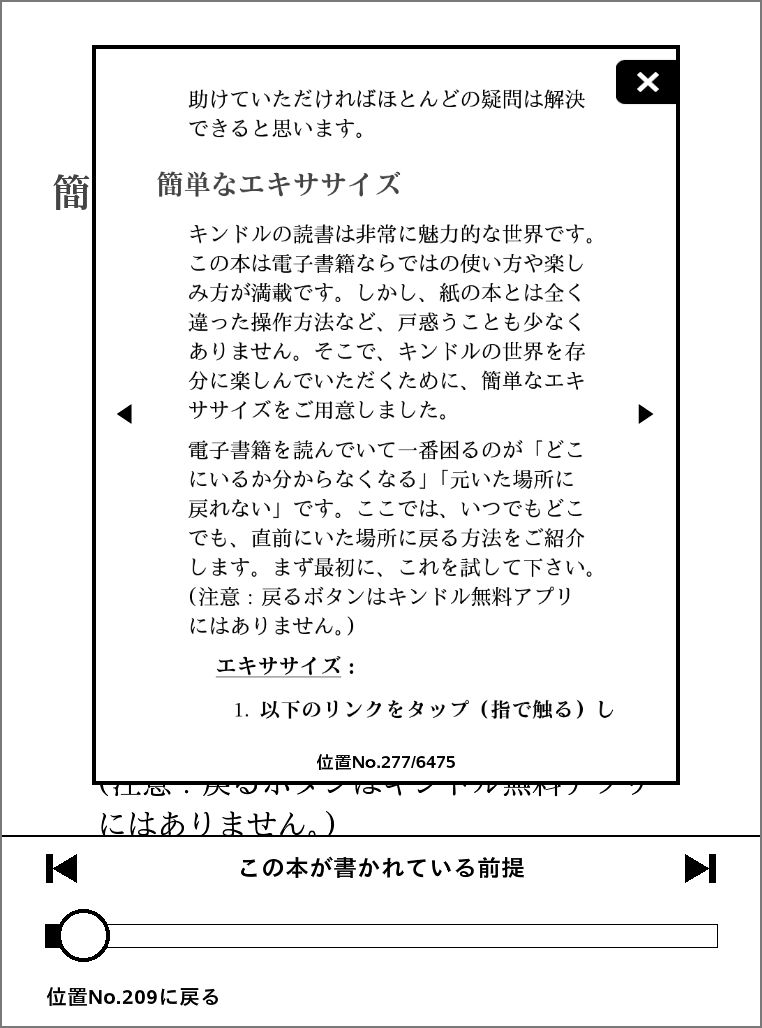 助けていただければほとんどの疑問は解決
できると思います。
簡
簡単なエキササイズ
キンドルの読書は非常に魅力的な世界です。
この本は電子書籍ならではの使い方や楽し
み方が満載です。しかし、紙の本とは全く
違った操作方法など、戸惑うことも少なく
ありません。そこで、キンドルの世界を存
分に楽しんでいただくために、簡単なエキ
ササイズをご用意しました。
電子書籍を読んでいて一番困るのが「どこ
にいるか分からなくなる」「元いた場所に
戻れない」です。ここでは、いつでもどこ
でも、直前にいた場所に戻る方法をご紹介
します。まず最初に、これを試して下さい。
(注意：戻るボタンはキンドル無料アプリ
にはありません。)
エキササイズ：
1. 以下のリンクをタップ（指で触る）し
位置No.277/6475
(注意：戻るボタンはキンドル無料アプリ
にはありません。)
この本が書かれている前提
位置No.209に戻る